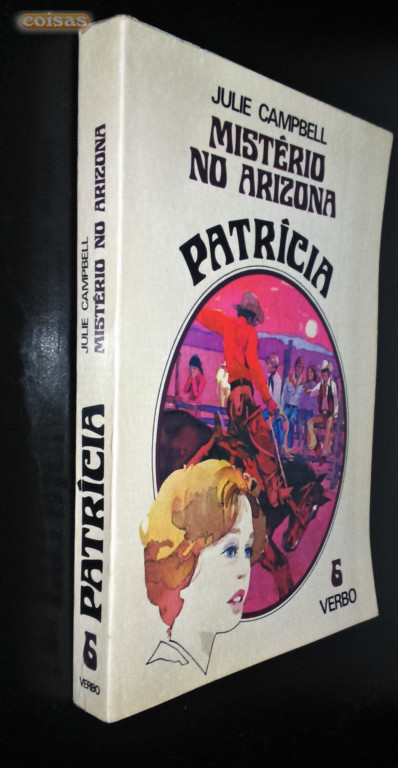 coisas
JULIE CAMPBELL
MISTÉRIO
NO ARIZONA
PATRÍCIA
6
VERBO
JULIE CAMPBELL
MISTÉRIO NO ARIZONA
PATRÍCIA
6
VERBO